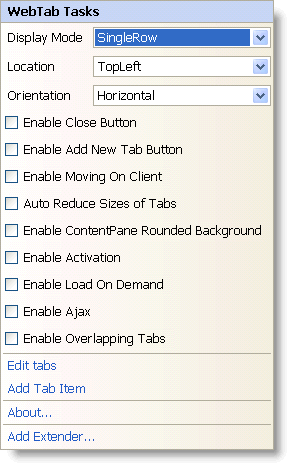 WebTab Tasks
Display Mode SingleRow
Location TopLeft
Orientation Horizontal
Enable Close Button
Enable Add New Tab Button
Enable Moving On Client
Auto Reduce Sizes of Tabs
Enable ContentPane Rounded Background
Enable Activation
Enable Load On Demand
Enable Ajax
Enable Overlapping Tabs
Edit tabs
Add Tab Item
About...
Add Extender...